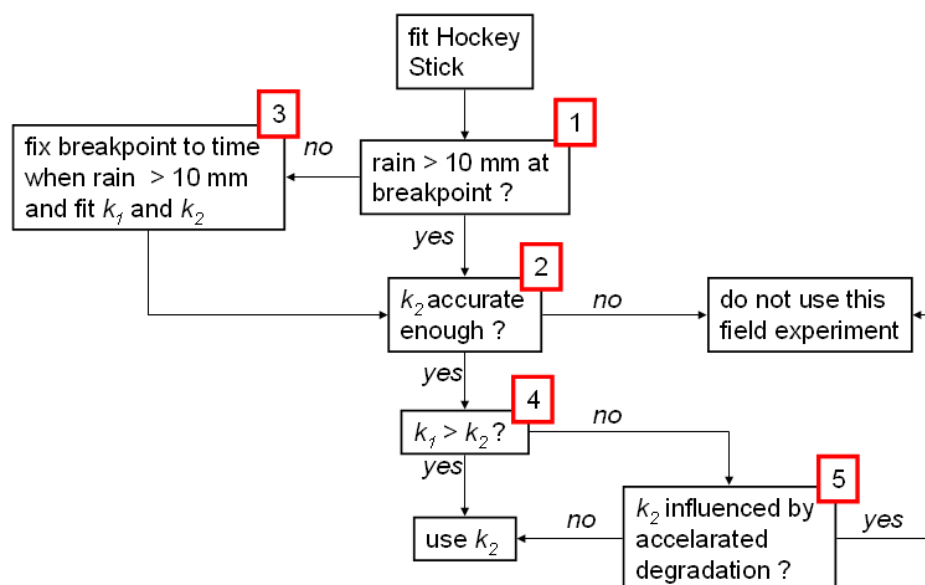 fit Hockey
Stick
3
1
fix breakpoint to time
when rain > 10 mm
and fit k1 and k2
no
rain > 10 mm at
breakpoint ?
yes
2
k2 accurate
enough ?
no
do not use this
field experiment
yes
4
k1 > k2 ?
no
yes
5
use k2
no
k2 influenced by
accelarated
degradation ?
yes